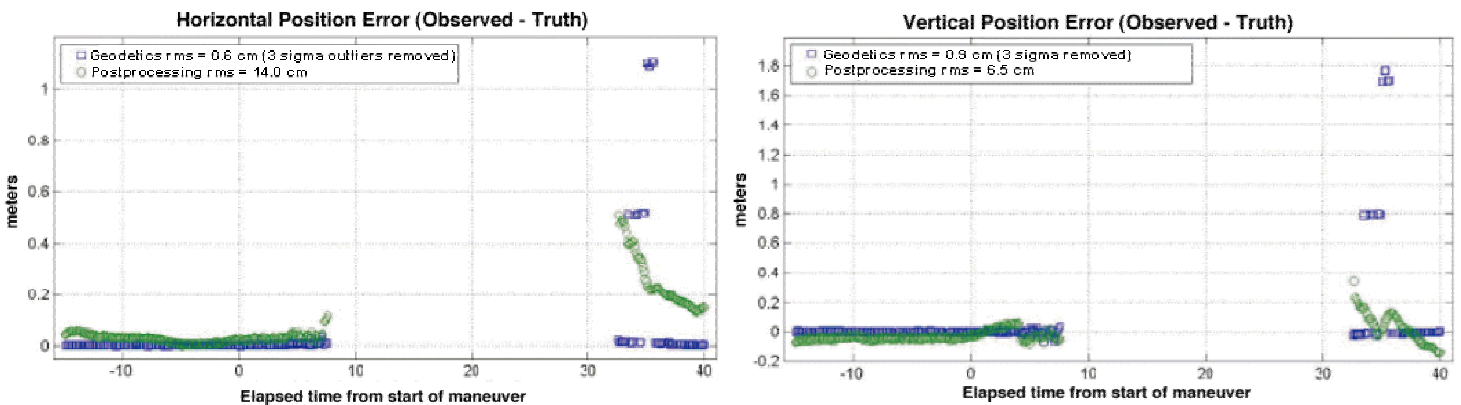 Horizontal Position Error (Observed - Truth)
Geodetics rms = 0.6 cm (3 sigma outliers removed)
Postprocessing rms = 14.0 cm
1
0.8
0.6
0.4
0.2
0
meters
-10
0
10
20
30
40
Elapsed time from start of maneuver
Vertical Position Error (Observed - Truth)
Geodetics rms = 0.9 cm (3 sigma removed)
Postprocessing rms = 6.5 cm
1.8
1.6
1.4
1.2
1
0.8
0.6
0.4
0.2
0
-0.2
meters
-10
0
10
20
30
40
Elapsed time from start of maneuver